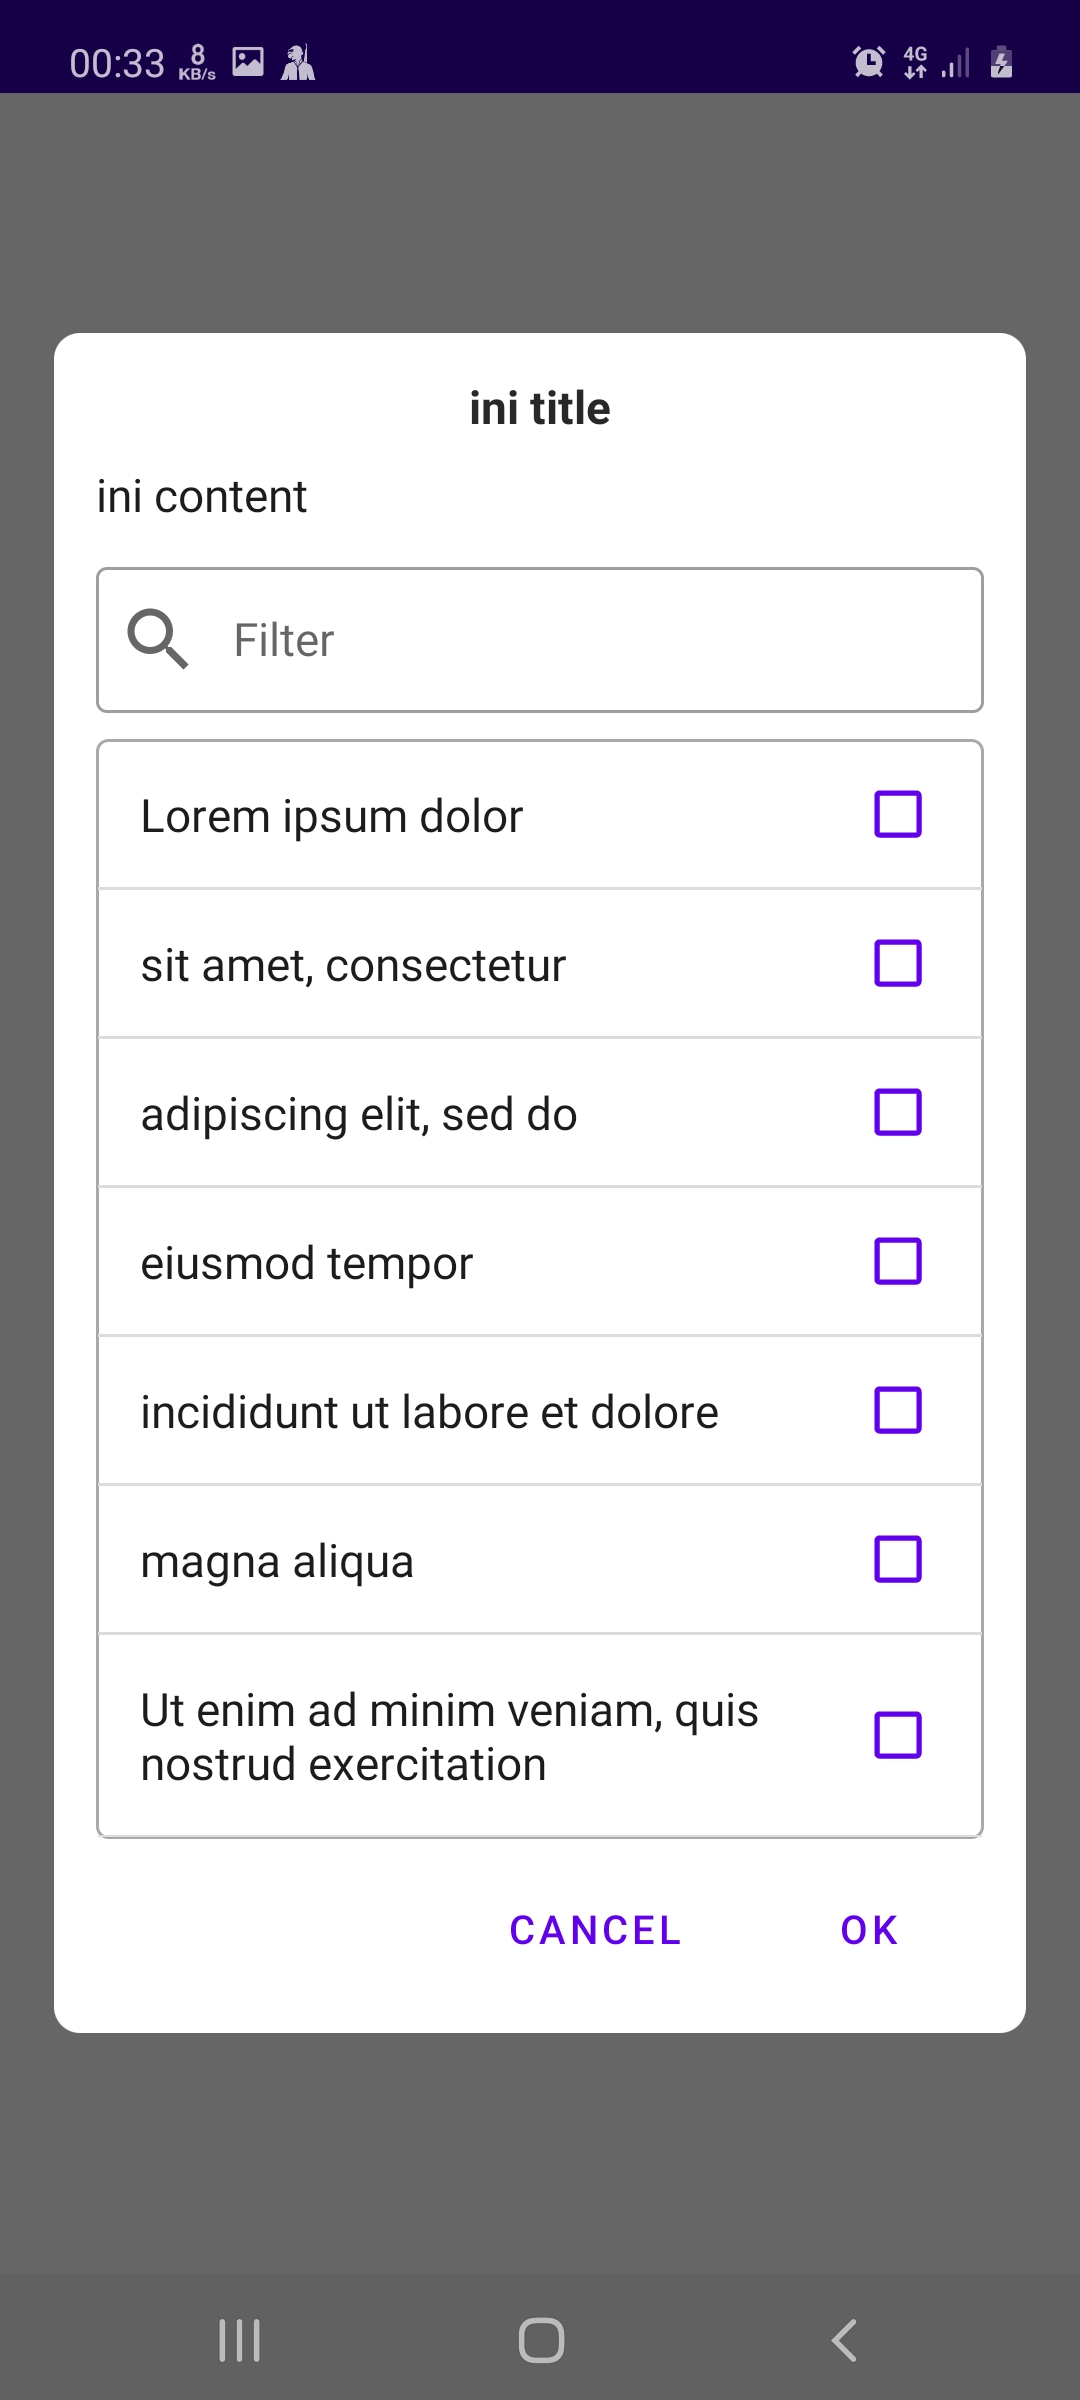 00:33 8 KB/s 4G
ini title
ini content
Filter
Lorem ipsum dolor
sit amet, consectetur
adipiscing elit, sed do
eiusmod tempor
incididunt ut labore et dolore
magna aliqua
Ut enim ad minim veniam, quis
nostrud exercitation
CANCEL OK